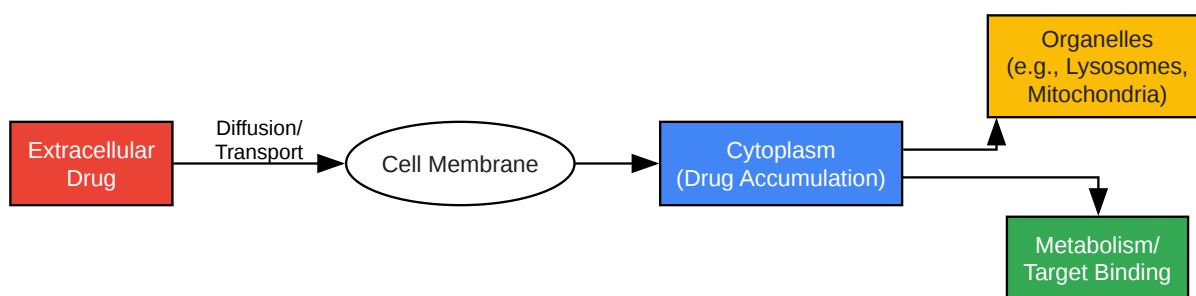 Extracellular
Drug
Diffusion/
Transport
Cell Membrane
Cytoplasm
(Drug Accumulation)
Organelles
(e.g., Lysosomes,
Mitochondria)
Metabolism/
Target Binding